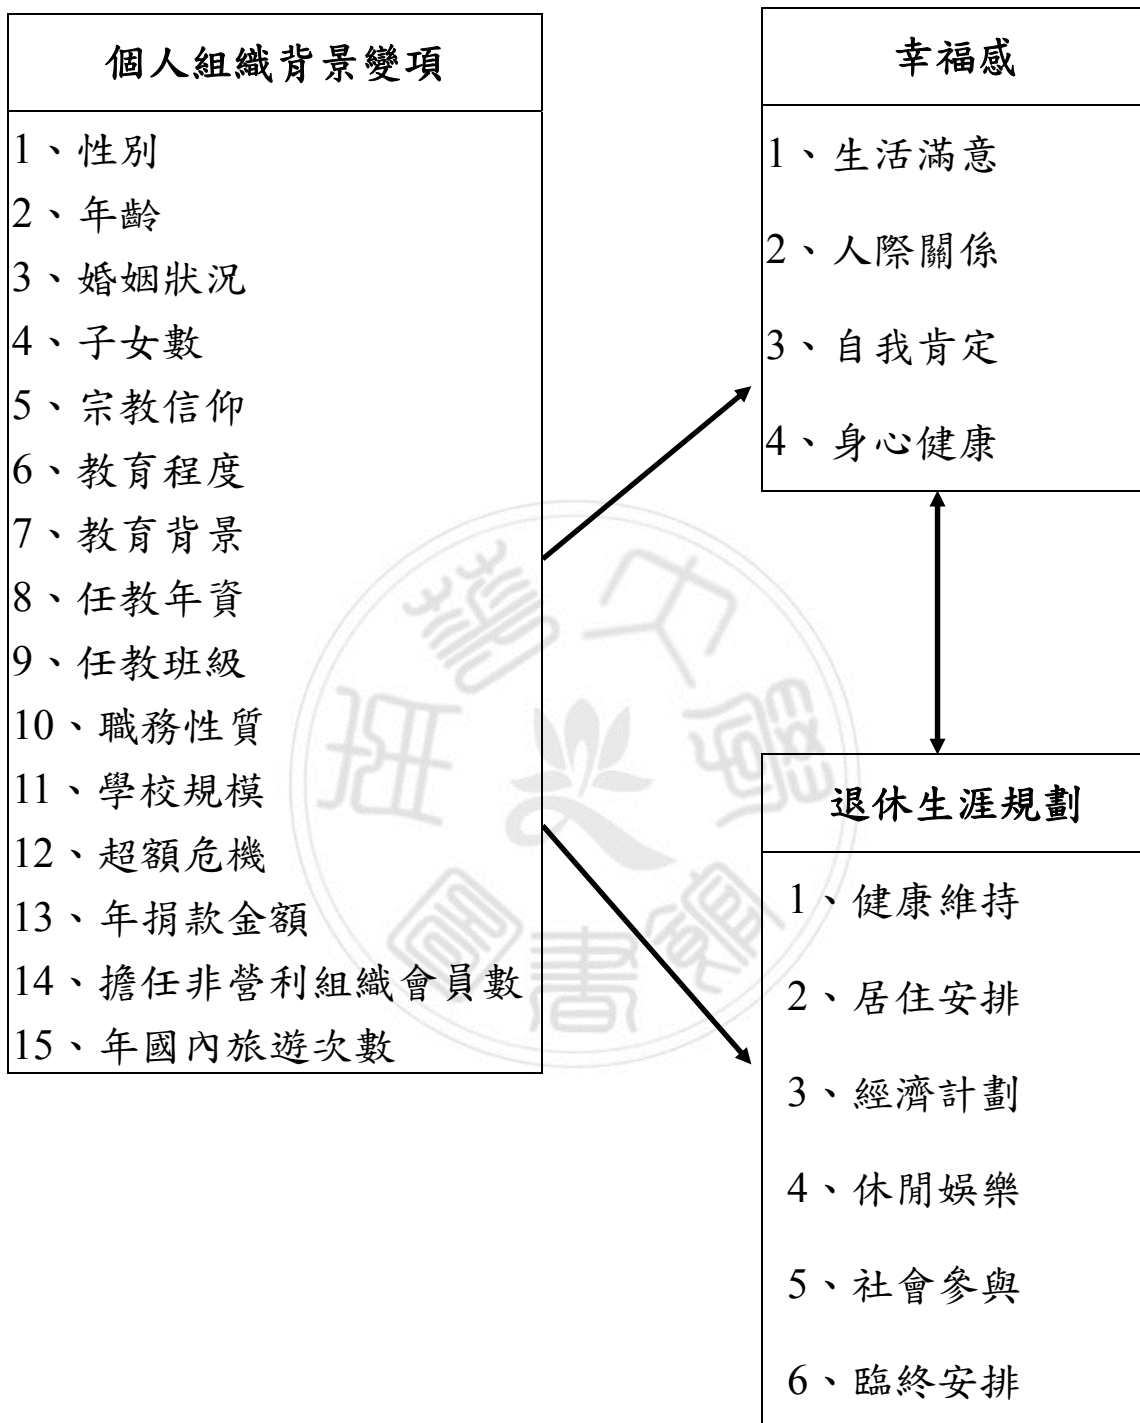 個人組織背景變項
1、性別
2、年齡
3、婚姻狀況
4、子女數
5、宗教信仰
6、教育程度
7、教育背景
8、任教年資
9、任教班級
10、職務性質
11、學校規模
12、超額危機
13、年捐款金額
14、擔任非營利組織會員數
15、年國內旅遊次數
幸福感
1、生活滿意
2、人際關係
3、自我肯定
4、身心健康
退休生涯規劃
1、健康維持
2、居住安排
3、經濟計劃
4、休閒娛樂
5、社會參與
6、臨終安排